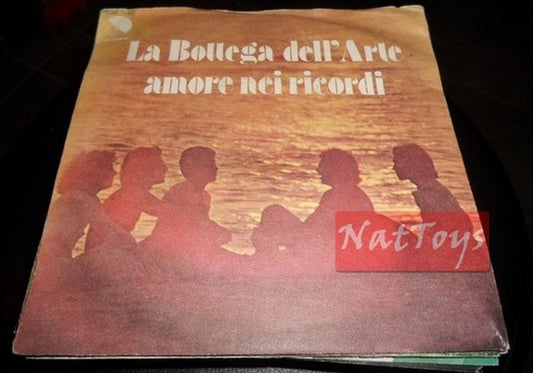 La Bottega dell'Arte
amore nei ricordi
NatToys